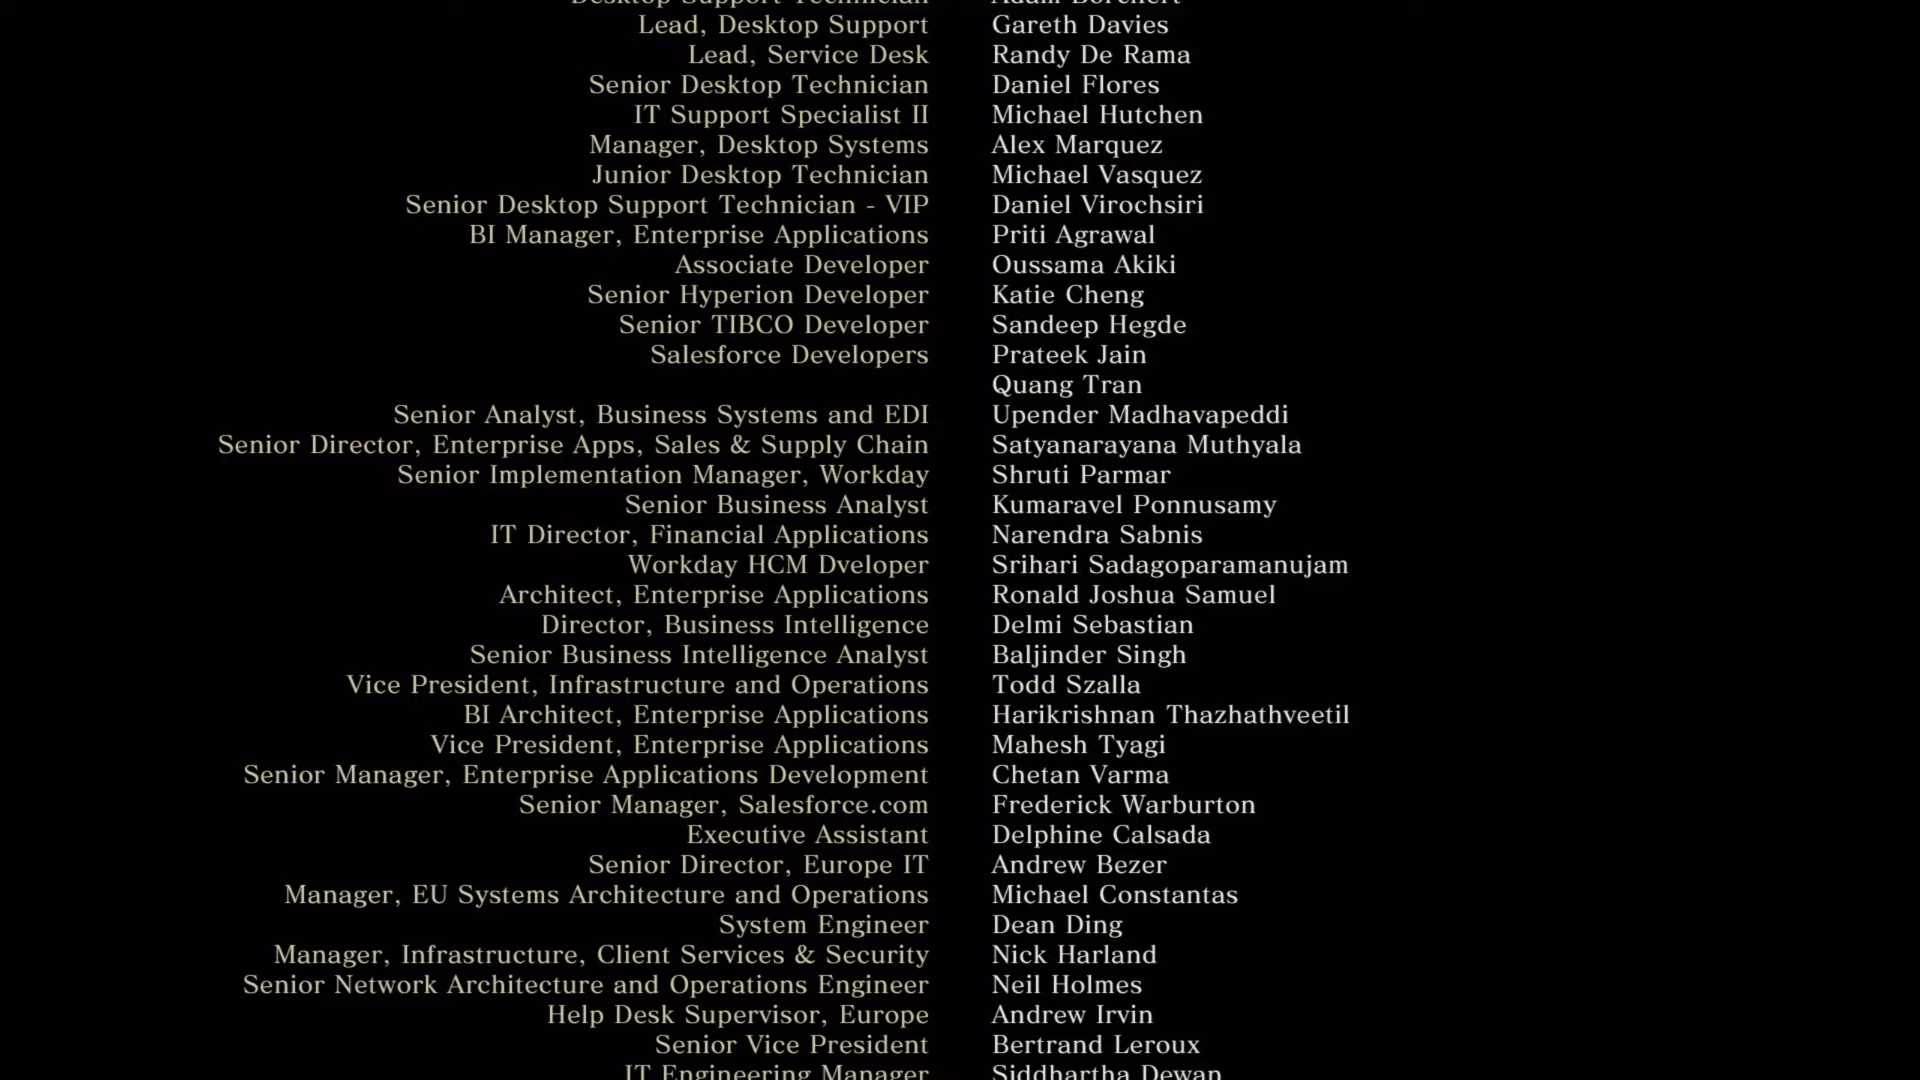 Desktop Support Technician Adam Borchert
Lead, Desktop Support Gareth Davies
Lead, Service Desk Randy De Rama
Senior Desktop Technician Daniel Flores
IT Support Specialist II Michael Hutchen
Manager, Desktop Systems Alex Marquez
Junior Desktop Technician Michael Vasquez
Senior Desktop Support Technician - VIP Daniel Virochsiri
BI Manager, Enterprise Applications Priti Agrawal
Associate Developer Oussama Akiki
Senior Hyperion Developer Katie Cheng
Senior TIBCO Developer Sandeep Hegde
Salesforce Developers Prateek Jain
Quang Tran
Senior Analyst, Business Systems and EDI Upender Madhavapeddi
Senior Director, Enterprise Apps, Sales & Supply Chain Satyanarayana Muthyala
Senior Implementation Manager, Workday Shruti Parmar
Senior Business Analyst Kumaravel Ponnusamy
IT Director, Financial Applications Narendra Sabnis
Workday HCM Dveloper Srihari Sadagoparamanujam
Architect, Enterprise Applications Ronald Joshua Samuel
Director, Business Intelligence Delmi Sebastian
Senior Business Intelligence Analyst Baljinder Singh
Vice President, Infrastructure and Operations Todd Szalla
BI Architect, Enterprise Applications Harikrishnan Thazhathveetil
Vice President, Enterprise Applications Mahesh Tyagi
Senior Manager, Enterprise Applications Development Chetan Varma
Senior Manager, Salesforce.com Frederick Warburton
Executive Assistant Delphine Calsada
Senior Director, Europe IT Andrew Bezer
Manager, EU Systems Architecture and Operations Michael Constantas
System Engineer Dean Ding
Manager, Infrastructure, Client Services & Security Nick Harland
Senior Network Architecture and Operations Engineer Neil Holmes
Help Desk Supervisor, Europe Andrew Irvin
Senior Vice President Bertrand Leroux
IT Engineering Manager Siddhartha Dewan